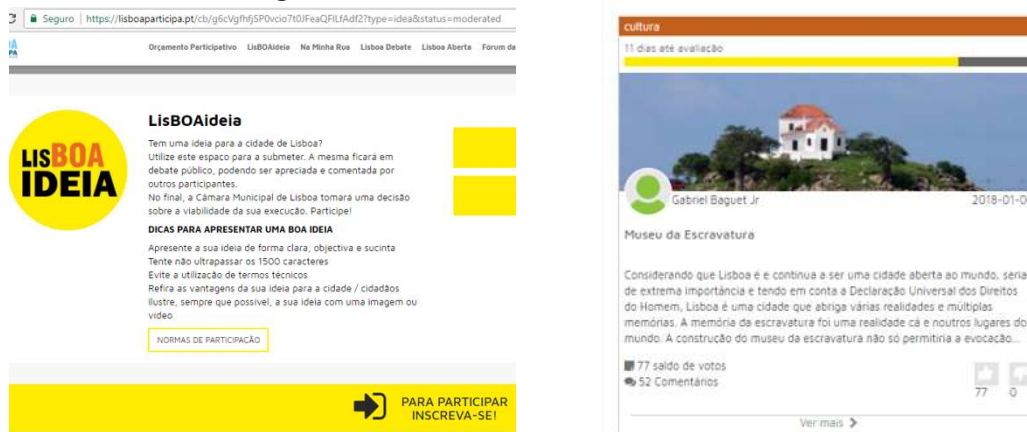 Seguro | https://lisboaparticipa.pt/cb/g6cVgfhfjSP0vcio7t0JFeaQFlLfAdf2?type=idea&status=moderated
Orçamento Participativo LisBOAideia Na Minha Rua Lisboa Debate Lisboa Aberta Fórum da
LISBOA
IDEIA
LisBOAideia
Tem uma ideia para a cidade de Lisboa?
Utilize este espaço para a submeter. A mesma ficará em
debate público, podendo ser apreciada e comentada por
outros participantes.
No final, a Câmara Municipal de Lisboa tomará uma decisão
sobre a viabilidade da sua execução. Participe!
DICAS PARA APRESENTAR UMA BOA IDEIA
Apresente a sua ideia de forma clara, objectiva e sucinta
Tente não ultrapassar os 1500 caracteres
Evite a utilização de termos técnicos
Refira as vantagens da sua ideia para a cidade / cidadãos
Ilustre, sempre que possível, a sua ideia com uma imagem ou
vídeo
NORMAS DE PARTICIPAÇÃO
PARA PARTICIPAR
INSCREVA-SE!
cultura
11 dias até avaliação
Gabriel Baguet Jr
2018-01-0
Museu da Escravatura
Considerando que Lisboa é e continua a ser uma cidade aberta ao mundo, seria
de extrema importância e tendo em conta a Declaração Universal dos Direitos
do Homem, Lisboa é uma cidade que abriga várias realidades e múltiplas
memórias. A memória da escravatura foi uma realidade cá e noutros lugares do
mundo. A construção do museu da escravatura não só permitiria a evocação...
77 saldo de votos
52 Comentários
77 0
Ver mais